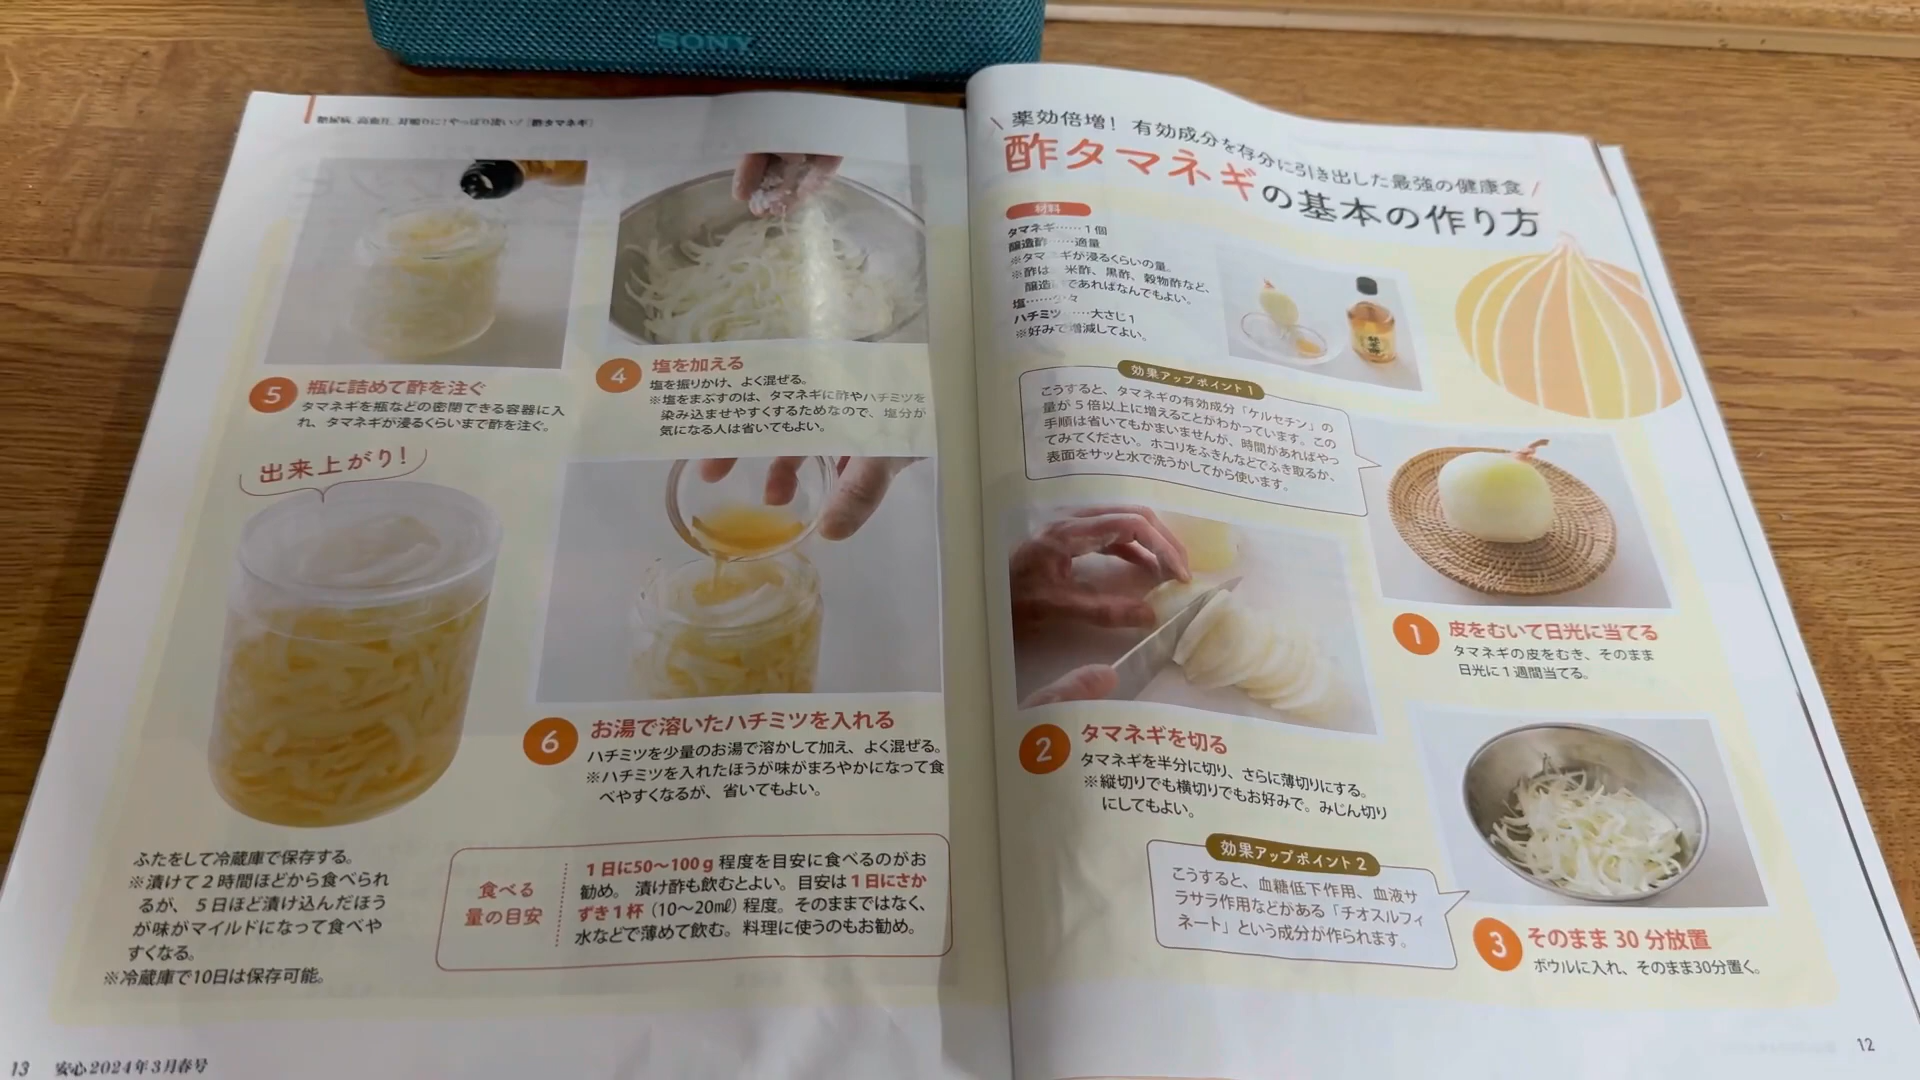 SONY
薬効倍増！ 有効成分を存分に引き出した最強の健康食
酢タマネギの基本の作り方
材料
タマネギ……1個
醸造酢……適量
※タマネギが浸るくらいの量。
※酢は、米酢、黒酢、穀物酢など、
醸造酢であればなんでもよい。
塩……少々
ハチミツ……大さじ1
※好みで増減してよい。
効果アップポイント1
こうすると、タマネギの有効成分「ケルセチン」の
量が5倍以上に増えることがわかっています。この
手順は省いてもかまいませんが、時間があればやっ
てみてください。ホコリをふきんなどでふき取るか、
表面をサッと水で洗うかしてから使います。
1 皮をむいて日光に当てる
タマネギの皮をむき、そのまま
日光に1週間当てる。
2 タマネギを切る
タマネギを半分に切り、さらに薄切りにする。
※縦切りでも横切りでもお好みで。みじん切り
にしてもよい。
効果アップポイント2
こうすると、血糖低下作用、血液サ
ラサラ作用などがある「チオスルフィ
ネート」という成分が作られます。
3 そのまま30分放置
ボウルに入れ、そのまま30分置く。
12
糖尿病、高血圧、耳鳴りに！やっぱり凄い！「酢タマネギ」
4 塩を加える
塩を振りかけ、よく混ぜる。
※塩をまぶすのは、タマネギに酢やハチミツを
染み込ませやすくするためなので、塩分が
気になる人は省いてもよい。
5 瓶に詰めて酢を注ぐ
タマネギを瓶などの密閉できる容器に入
れ、タマネギが浸るくらいまで酢を注ぐ。
6 お湯で溶いたハチミツを入れる
ハチミツを少量のお湯で溶かして加え、よく混ぜる。
※ハチミツを入れたほうが味がまろやかになって食
べやすくなるが、省いてもよい。
出来上がり！
ふたをして冷蔵庫で保存する。
※漬けて2時間ほどから食べられ
るが、5日ほど漬け込んだほう
が味がマイルドになって食べや
すくなる。
※冷蔵庫で10日は保存可能。
食べる
量の目安
1日に50〜100g程度を目安に食べるのがお
勧め。漬け酢も飲むとよい。目安は1日にさか
ずき1杯（10〜20㎖）程度。そのままではなく、
水などで薄めて飲む。料理に使うのもお勧め。
13 安心2024年3月春号